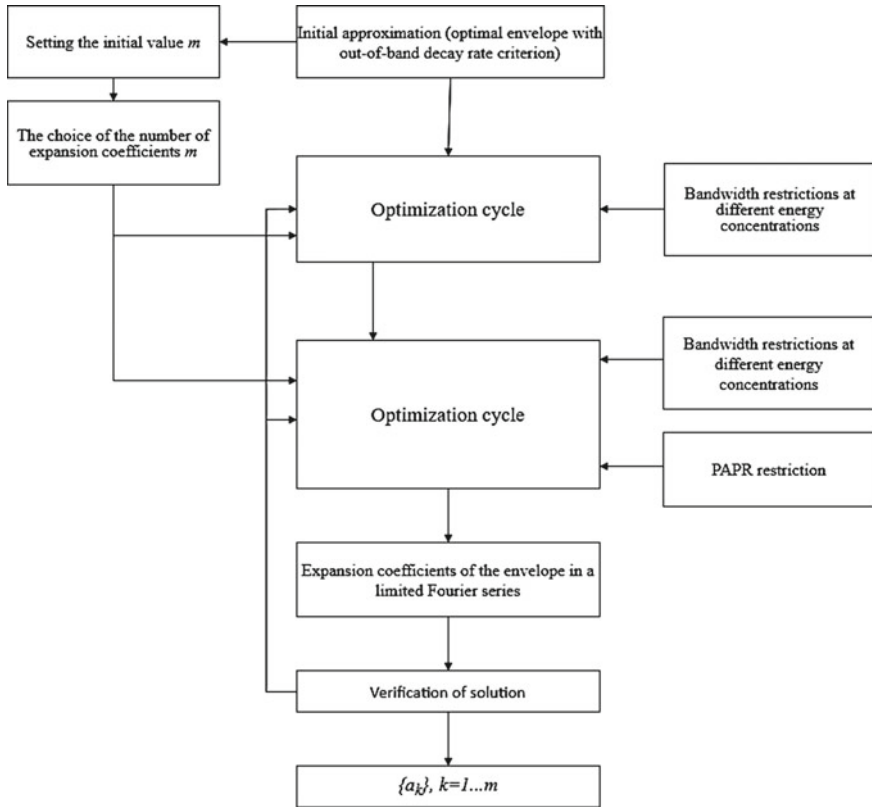 Setting the initial value m
Initial approximation (optimal envelope with
out-of-band decay rate criterion)
The choice of the number of
expansion coefficients m
Optimization cycle
Bandwidth restrictions at
different energy
concentrations
Optimization cycle
Bandwidth restrictions at
different energy
concentrations
PAPR restriction
Expansion coefficients of the envelope in a
limited Fourier series
Verification of solution
{ak}, k=1...m